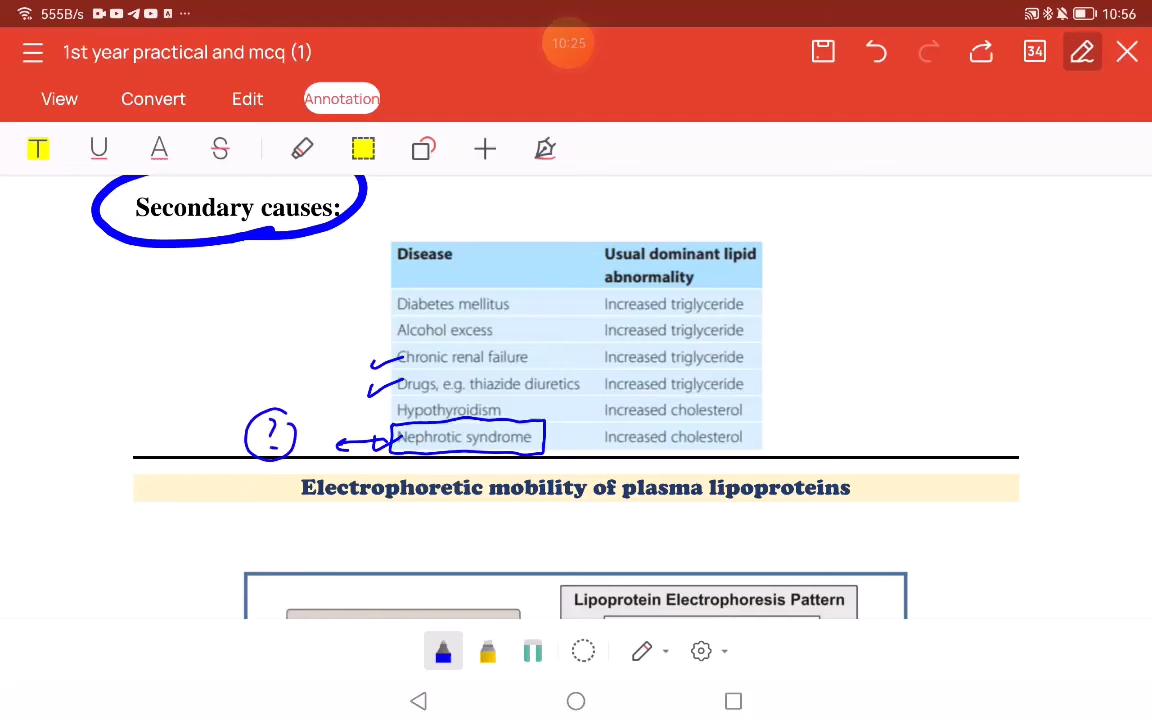 555B/s ... 10:56
1st year practical and mcq (1)
10:25
34
View Convert Edit Annotation
T U A S
Secondary causes:
Disease Usual dominant lipid
abnormality
Diabetes mellitus Increased triglyceride
Alcohol excess Increased triglyceride
Chronic renal failure Increased triglyceride
Drugs, e.g. thiazide diuretics Increased triglyceride
Hypothyroidism Increased cholesterol
? Nephrotic syndrome Increased cholesterol
Electrophoretic mobility of plasma lipoproteins
Lipoprotein Electrophoresis Pattern